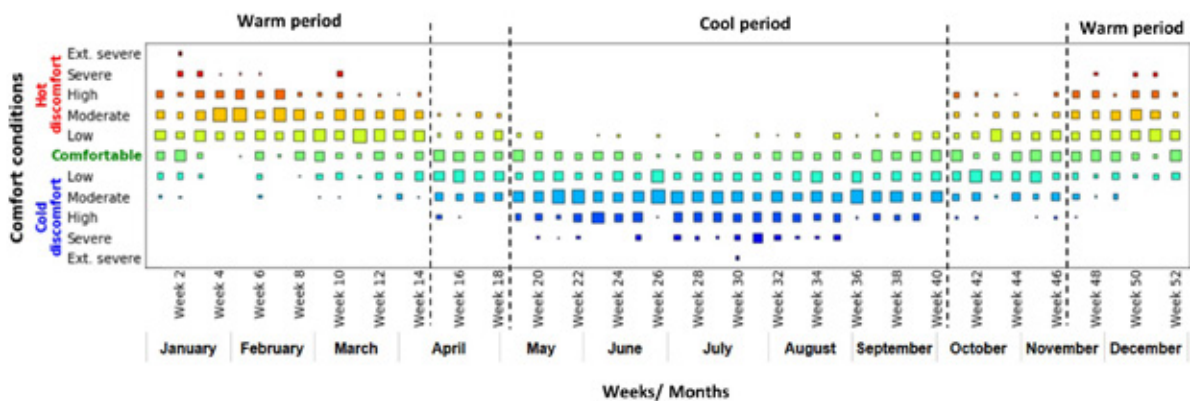 Warm period
Cool period
Warm period
Comfort conditions
Hot
discomfort
Cold
discomfort
Ext. severe
Severe
High
Moderate
Low
Comfortable
Low
Moderate
High
Severe
Ext. severe
Week 2
Week 4
Week 6
Week 8
Week 10
Week 12
Week 14
Week 16
Week 18
Week 20
Week 22
Week 24
Week 26
Week 28
Week 30
Week 32
Week 34
Week 36
Week 38
Week 40
Week 42
Week 44
Week 46
Week 48
Week 50
Week 52
January
February
March
April
May
June
July
August
September
October
November
December
Weeks/ Months